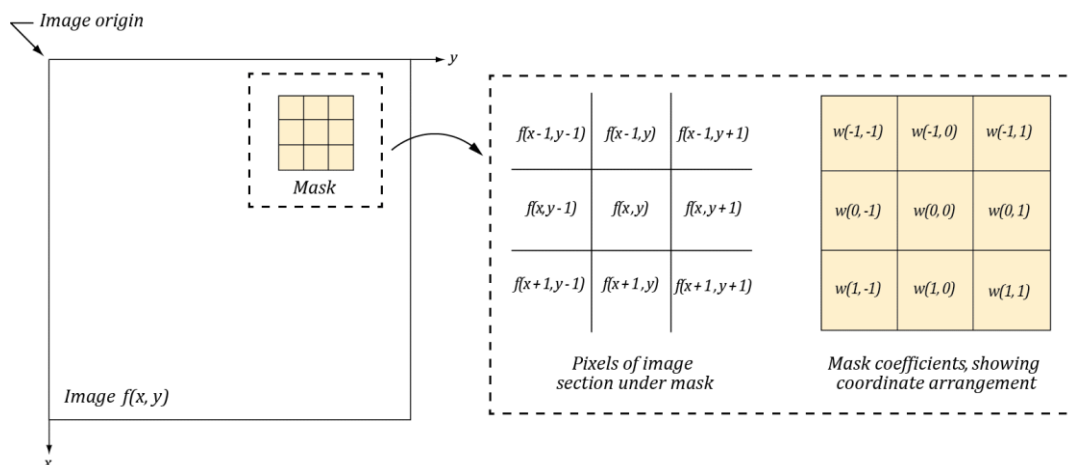 Image origin
y
Mask
Image f(x, y)
x
f(x-1, y-1) f(x-1, y) f(x-1, y+1)
f(x, y-1) f(x, y) f(x, y+1)
f(x+1, y-1) f(x+1, y) f(x+1, y+1)
Pixels of image
section under mask
w(-1, -1) w(-1, 0) w(-1, 1)
w(0, -1) w(0, 0) w(0, 1)
w(1, -1) w(1, 0) w(1, 1)
Mask coefficients, showing
coordinate arrangement